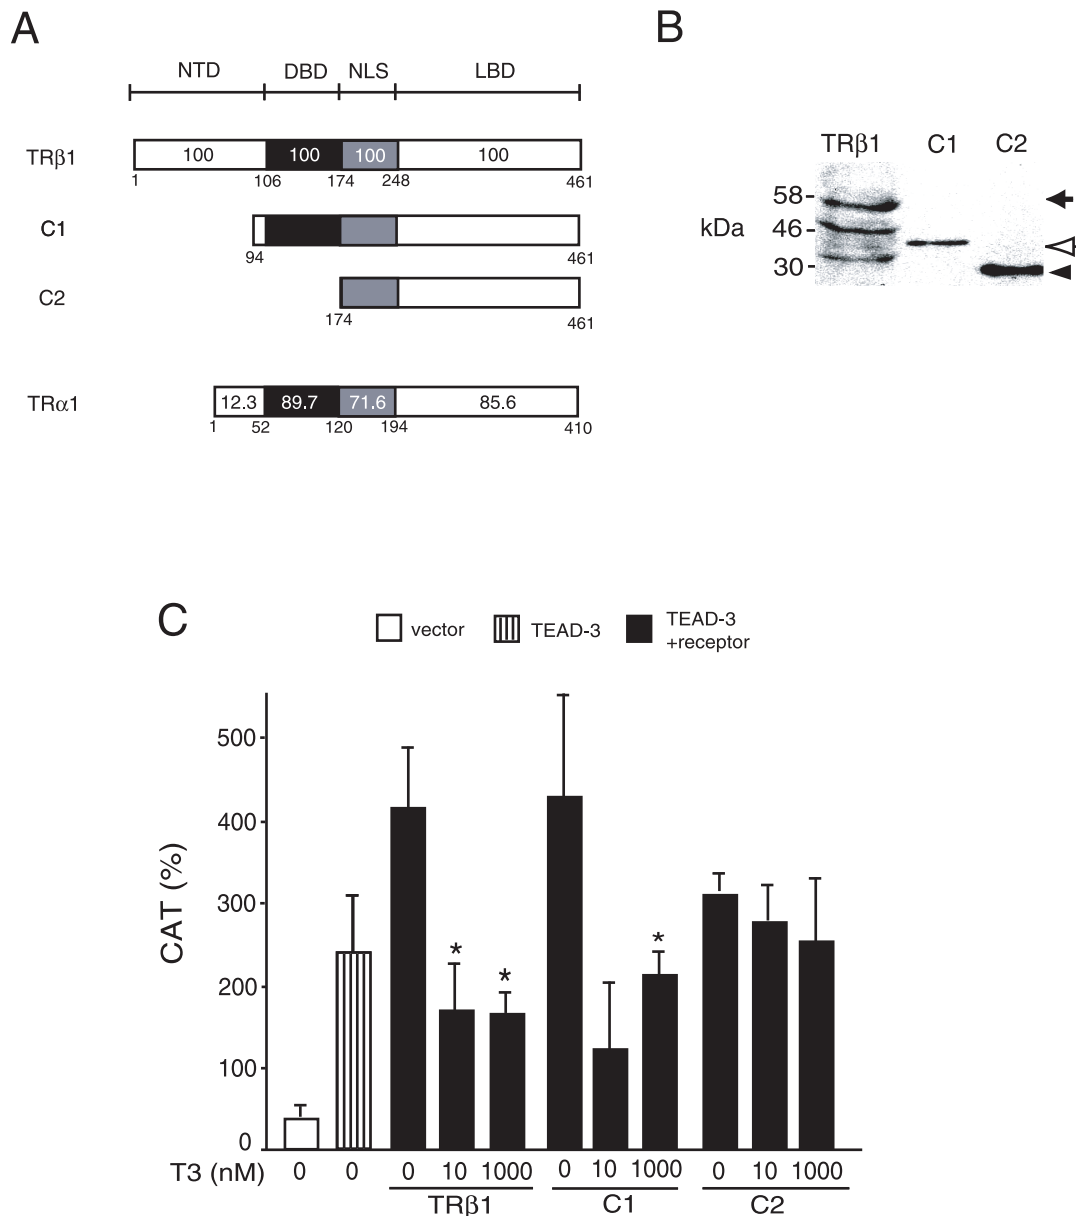 A
NTD DBD NLS LBD
TRβ1 100 100 100 100
1 106 174 248 461
C1
94 461
C2
174 461
TRα1 12.3 89.7 71.6 85.6
1 52 120 194 410
B
TRβ1 C1 C2
58
kDa 46
30
C
vector TEAD-3 TEAD-3
+receptor
CAT (%)
500
400
300
200
100
0
* * *
T3 (nM) 0 0 0 10 1000 0 10 1000 0 10 1000
TRβ1 C1 C2